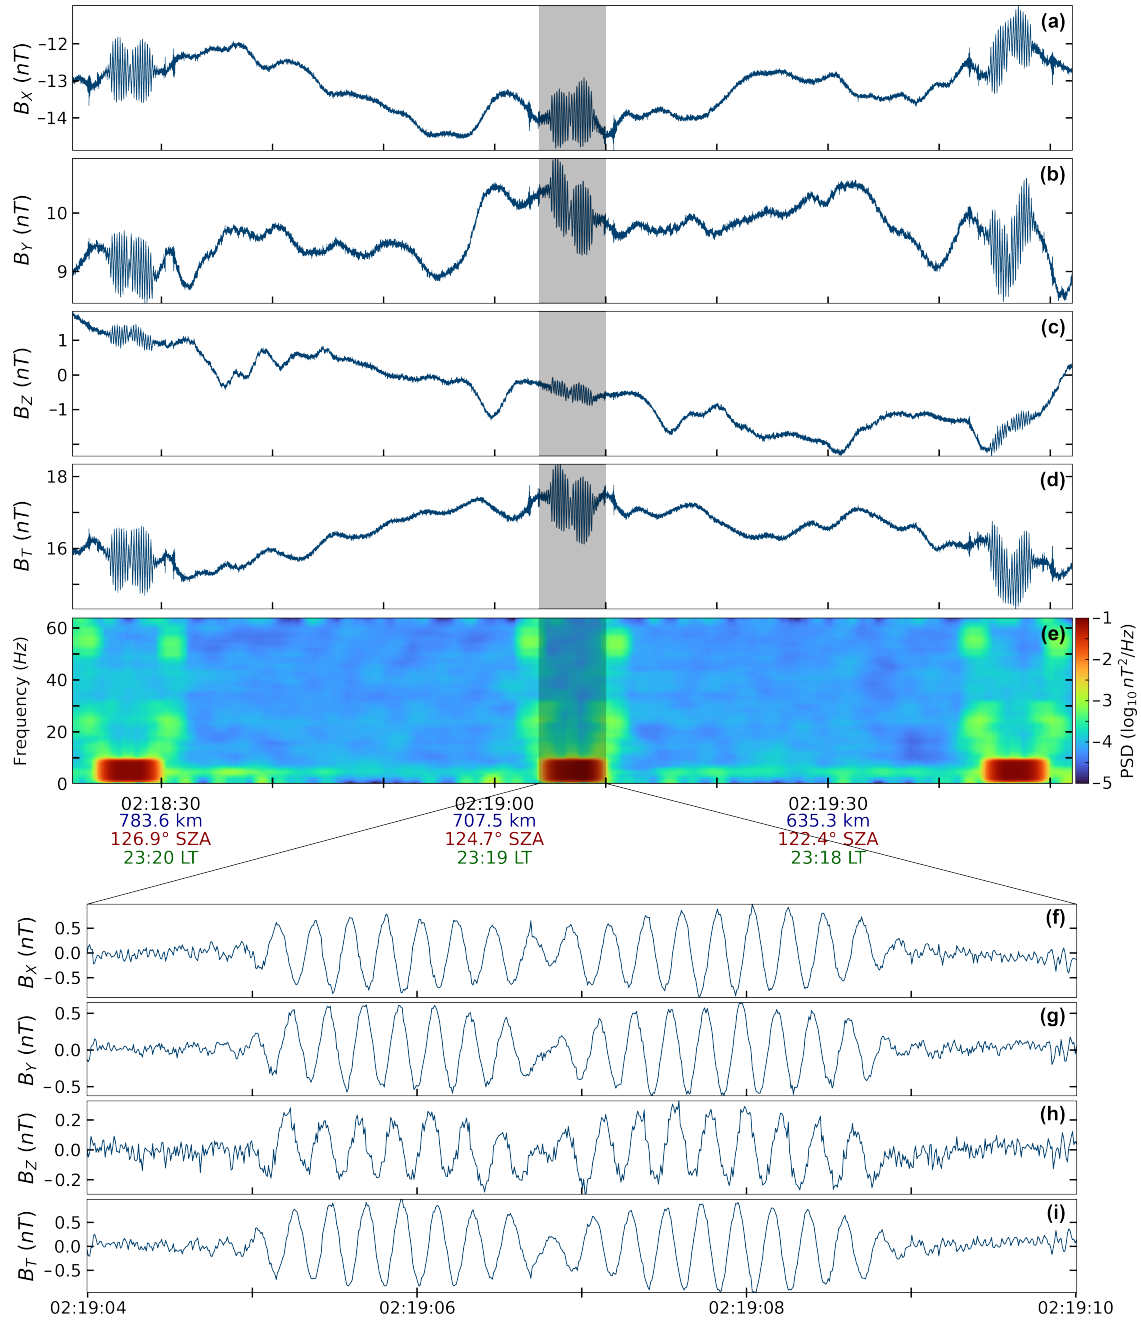 (a)
B_X (nT)
−12
−13
−14
(b)
B_Y (nT)
10
9
(c)
B_Z (nT)
1
0
−1
(d)
B_T (nT)
18
16
(e)
Frequency (Hz)
60
40
20
0
−1
−2
−3
−4
−5
PSD (log₁₀ nT²/Hz)
02:18:30 02:19:00 02:19:30
783.6 km 707.5 km 635.3 km
126.9° SZA 124.7° SZA 122.4° SZA
23:20 LT 23:19 LT 23:18 LT
(f)
B_X (nT)
0.5
0.0
−0.5
(g)
B_Y (nT)
0.5
0.0
−0.5
(h)
B_Z (nT)
0.2
0.0
−0.2
(i)
B_T (nT)
0.5
0.0
−0.5
02:19:04 02:19:06 02:19:08 02:19:10